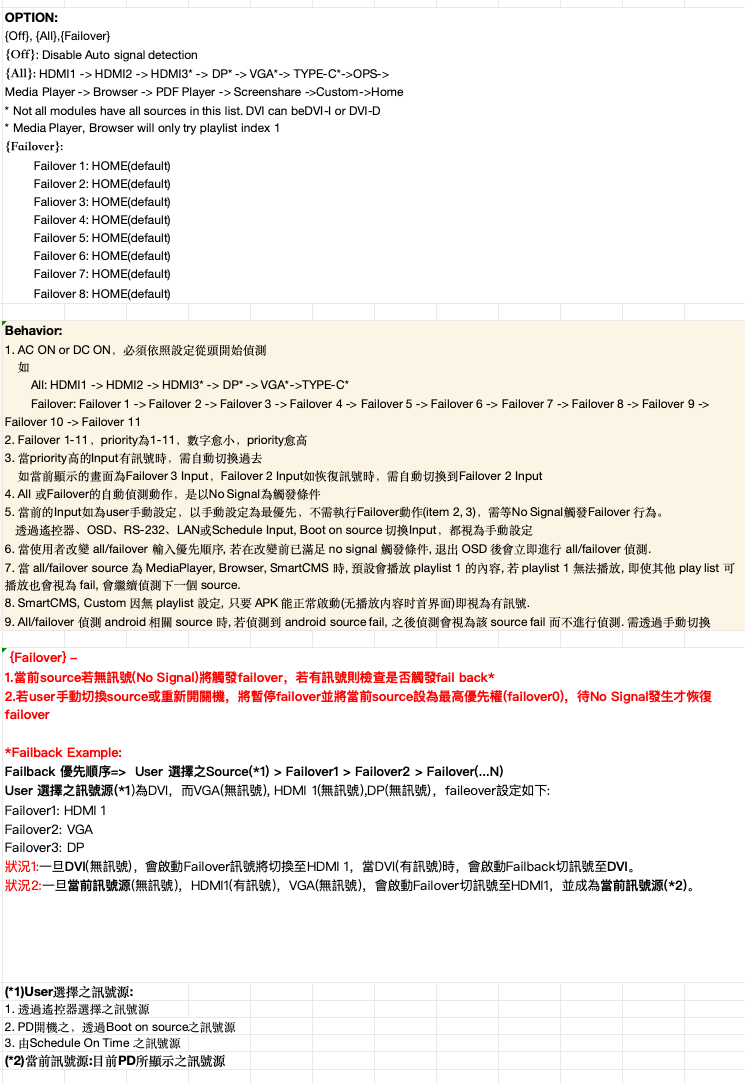 OPTION:
{Off}, {All},{Failover}
{Off}: Disable Auto signal detection
{All}: HDMI1 -> HDMI2 -> HDMI3* -> DP* -> VGA*-> TYPE-C*->OPS->
Media Player -> Browser -> PDF Player -> Screenshare ->Custom->Home
* Not all modules have all sources in this list. DVI can beDVI-I or DVI-D
* Media Player, Browser will only try playlist index 1
{Failover}:
Failover 1: HOME(default)
Failover 2: HOME(default)
Failiover 3: HOME(default)
Failover 4: HOME(default)
Failover 5: HOME(default)
Failover 6: HOME(default)
Failover 7: HOME(default)
Failover 8: HOME(default)
Behavior:
1. AC ON or DC ON，必須依照設定從頭開始偵測
如
All: HDMI1 -> HDMI2 -> HDMI3* -> DP* -> VGA*->TYPE-C*
Failover: Failover 1 -> Failover 2 -> Failover 3 -> Failover 4 -> Failover 5 -> Failover 6 -> Failover 7 -> Failover 8 -> Failover 9 ->
Failover 10 -> Failover 11
2. Failover 1-11，priority為1-11，數字愈小，priority愈高
3. 當priority高的Input有訊號時，需自動切換過去
如當前顯示的畫面為Failover 3 Input，Failover 2 Input如恢復訊號時，需自動切換到Failover 2 Input
4. All 或Failover的自動偵測動作，是以No Signal為觸發條件
5. 當前的Input如為user手動設定，以手動設定為最優先，不需執行Failover動作(item 2, 3)，需等No Signal觸發Failover 行為。
透過遙控器、OSD、RS-232、LAN或Schedule Input, Boot on source 切換Input，都視為手動設定
6. 當使用者改變 all/failover 輸入優先順序, 若在改變前已滿足 no signal 觸發條件, 退出 OSD 後會立即進行 all/failover 偵測.
7. 當 all/failover source 為 MediaPlayer, Browser, SmartCMS 時, 預設會播放 playlist 1 的內容, 若 playlist 1 無法播放, 即使其他 play list 可
播放也會視為 fail, 會繼續偵測下一個 source.
8. SmartCMS, Custom 因無 playlist 設定, 只要 APK 能正常啟動(无播放内容时首界面)即視為有訊號.
9. All/failover 偵測 android 相關 source 時, 若偵測到 android source fail, 之後偵測會視為該 source fail 而不進行偵測. 需透過手動切換
{Failover} –
1.當前source若無訊號(No Signal)將觸發failover，若有訊號則檢查是否觸發fail back*
2.若user手動切換source或重新開關機，將暫停failover並將當前source設為最高優先權(failover0)，待No Signal發生才恢復
failover
*Failback Example:
Failback 優先順序=> User 選擇之Source(*1) > Failover1 > Failover2 > Failover(...N)
User 選擇之訊號源(*1)為DVI，而VGA(無訊號), HDMI 1(無訊號),DP(無訊號)，faileover設定如下:
Failover1: HDMI 1
Failover2: VGA
Failover3: DP
狀況1:一旦DVI(無訊號)，會啟動Failover訊號將切換至HDMI 1，當DVI(有訊號)時，會啟動Failback切訊號至DVI。
狀況2:一旦當前訊號源(無訊號)，HDMI1(有訊號)，VGA(無訊號)，會啟動Failover切訊號至HDMI1，並成為當前訊號源(*2)。
(*1)User選擇之訊號源:
1. 透過遙控器選擇之訊號源
2. PD開機之，透過Boot on source之訊號源
3. 由Schedule On Time 之訊號源
(*2)當前訊號源:目前PD所顯示之訊號源